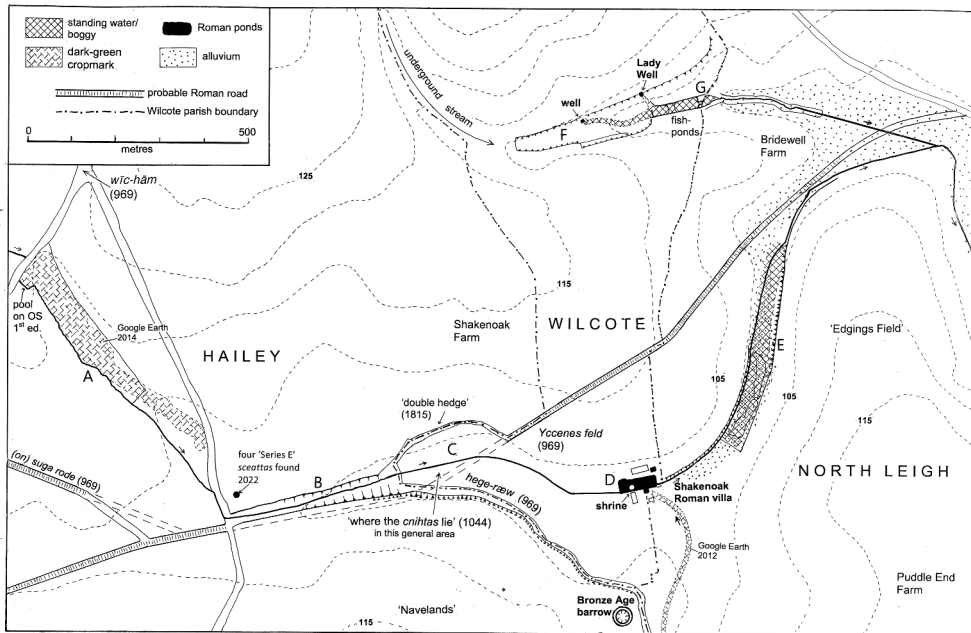 standing water/
boggy
Roman ponds
dark-green
cropmark
alluvium
probable Roman road
Wilcote parish boundary
0
500
metres
underground
stream
Lady
Well
well
G
F
fish-
ponds
Bridewell
Farm
125
wīc-hām
(969)
pool
on OS
1st ed.
Google Earth
2014
A
HAILEY
115
Shakenoak
Farm
WILCOTE
'Edgings Field'
E
105
105
115
'double hedge'
(1815)
Yccenes feld
(969)
four 'Series E'
sceattas found
2022
(on) suga rode (969)
B
C
hege-ræw (969)
D
shrine
Shakenoak
Roman villa
NORTH LEIGH
'where the cnihtas lie' (1044)
in this general area
Google Earth
2012
Puddle End
Farm
Bronze Age
barrow
'Navelands'
115